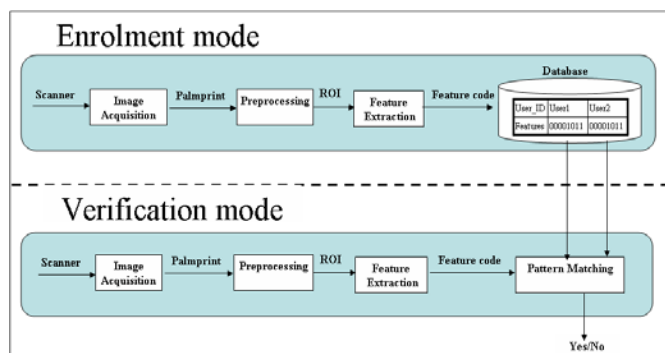 Enrolment mode
Database
Scanner
Image
Acquisition
Palmprint
Preprocessing
ROI
Feature
Extraction
Feature code
User_ID User1 User2
Features 00001011 00001011
Verification mode
Scanner
Image
Acquisition
Palmprint
Preprocessing
ROI
Feature
Extraction
Feature code
Pattern Matching
Yes/No